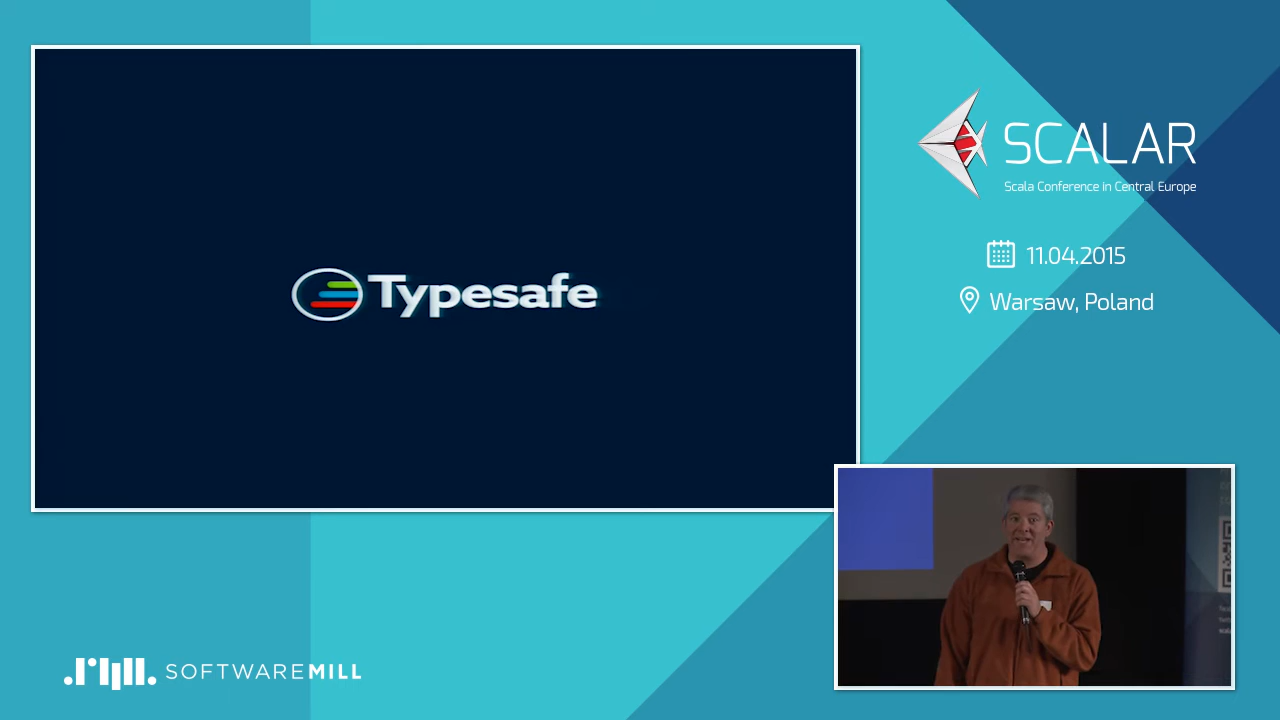 Typesafe
SCALAR
Scala Conference in Central Europe
11.04.2015
Warsaw, Poland
SOFTWAREMILL